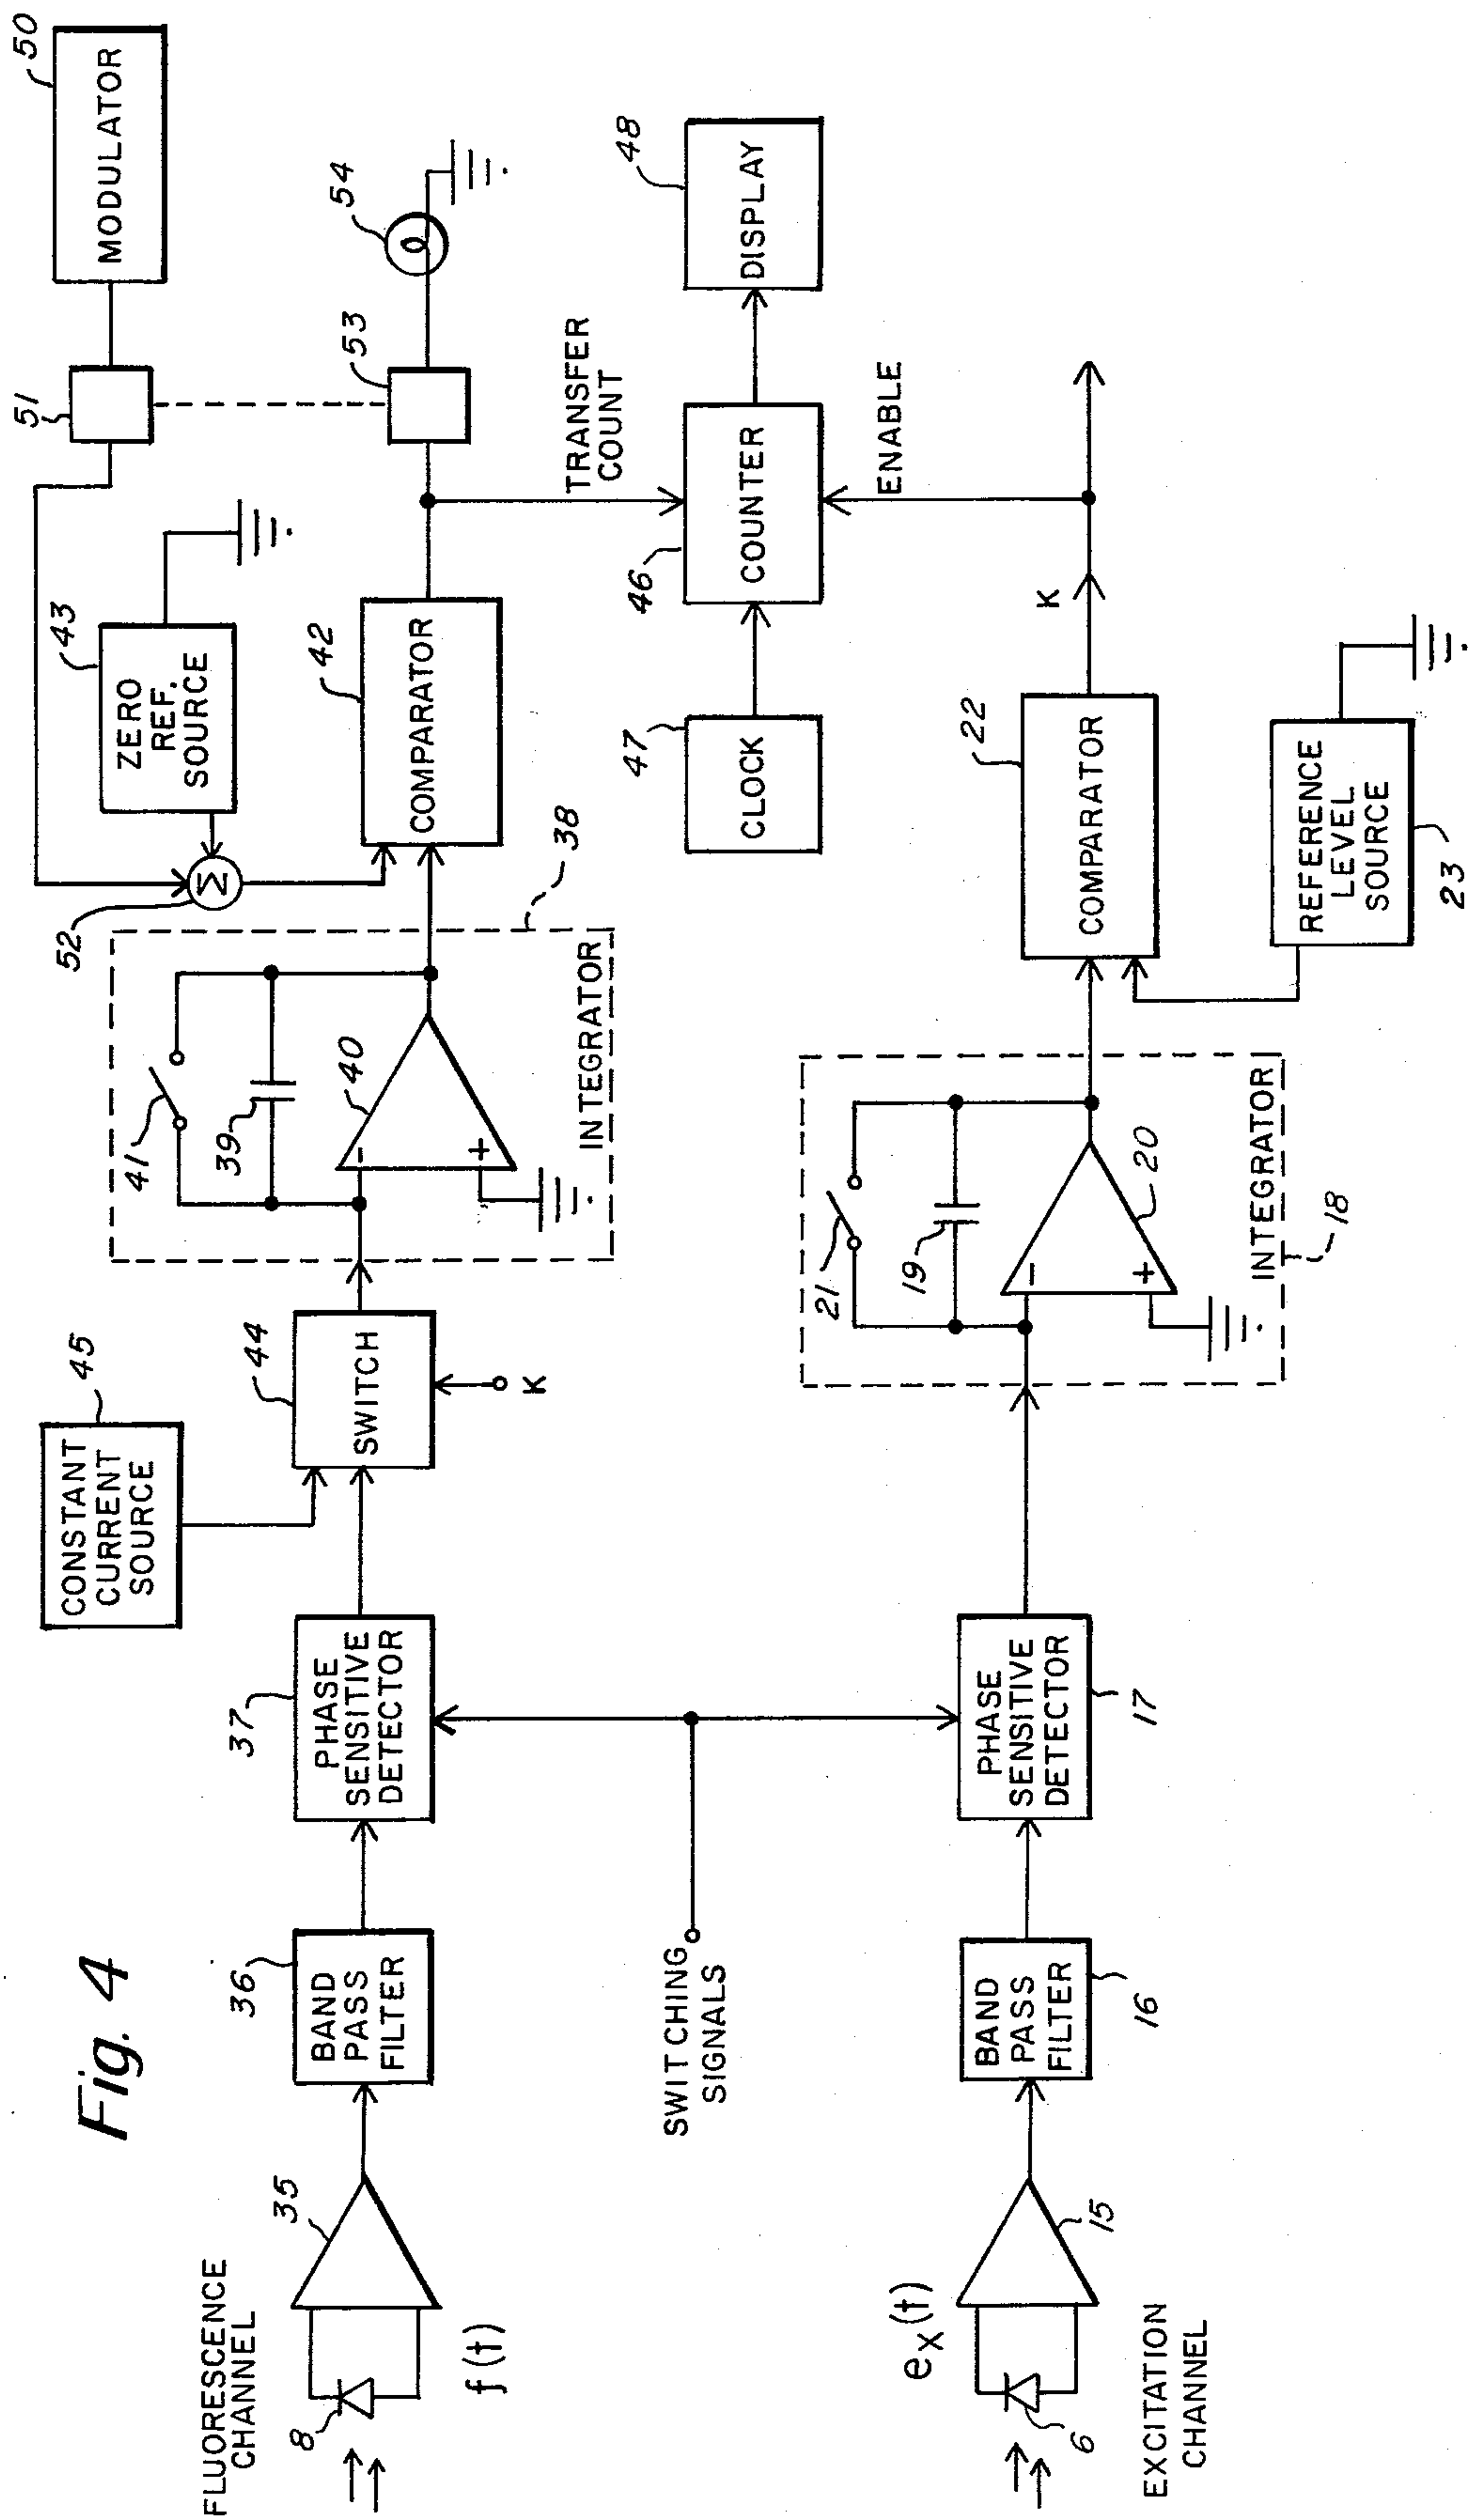 Fig. 4
FLUORESCENCE
CHANNEL
8
f(t)
35
36
BAND
PASS
FILTER
37
PHASE
SENSITIVE
DETECTOR
CONSTANT
CURRENT
SOURCE
45
44
SWITCH
K
41
39
40
-
+
INTEGRATOR
38
52
Σ
43
ZERO
REF.
SOURCE
42
COMPARATOR
51
50
MODULATOR
53
54
TRANSFER
COUNT
SWITCHING
SIGNALS
47
CLOCK
46
COUNTER
48
DISPLAY
ENABLE
EXCITATION
CHANNEL
6
eX(t)
15
16
BAND
PASS
FILTER
17
PHASE
SENSITIVE
DETECTOR
21
19
20
-
+
INTEGRATOR
18
22
COMPARATOR
K
REFERENCE
LEVEL
SOURCE
23